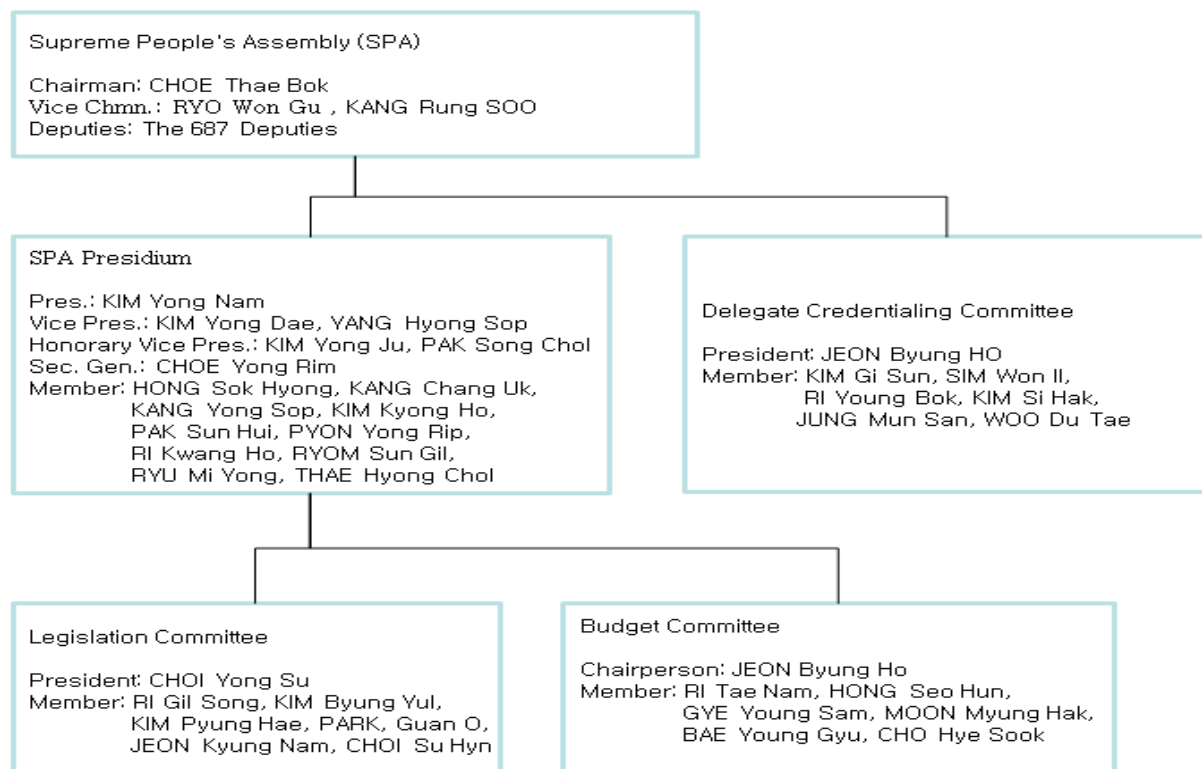 Supreme People's Assembly (SPA)
Chairman: CHOE Thae Bok
Vice Chmn.: RYO Won Gu , KANG Rung SOO
Deputies: The 687 Deputies
SPA Presidium
Pres.: KIM Yong Nam
Vice Pres.: KIM Yong Dae, YANG Hyong Sop
Honorary Vice Pres.: KIM Yong Ju, PAK Song Chol
Sec. Gen.: CHOE Yong Rim
Member: HONG Sok Hyong, KANG Chang Uk,
KANG Yong Sop, KIM Kyong Ho,
PAK Sun Hui, PYON Yong Rip,
RI Kwang Ho, RYOM Sun Gil,
RYU Mi Yong, THAE Hyong Chol
Delegate Credentialing Committee
President: JEON Byung HO
Member: KIM Gi Sun, SIM Won Il,
RI Young Bok, KIM Si Hak,
JUNG Mun San, WOO Du Tae
Legislation Committee
President: CHOI Yong Su
Member: RI Gil Song, KIM Byung Yul,
KIM Pyung Hae, PARK, Guan O,
JEON Kyung Nam, CHOI Su Hyn
Budget Committee
Chairperson: JEON Byung Ho
Member: RI Tae Nam, HONG Seo Hun,
GYE Young Sam, MOON Myung Hak,
BAE Young Gyu, CHO Hye Sook